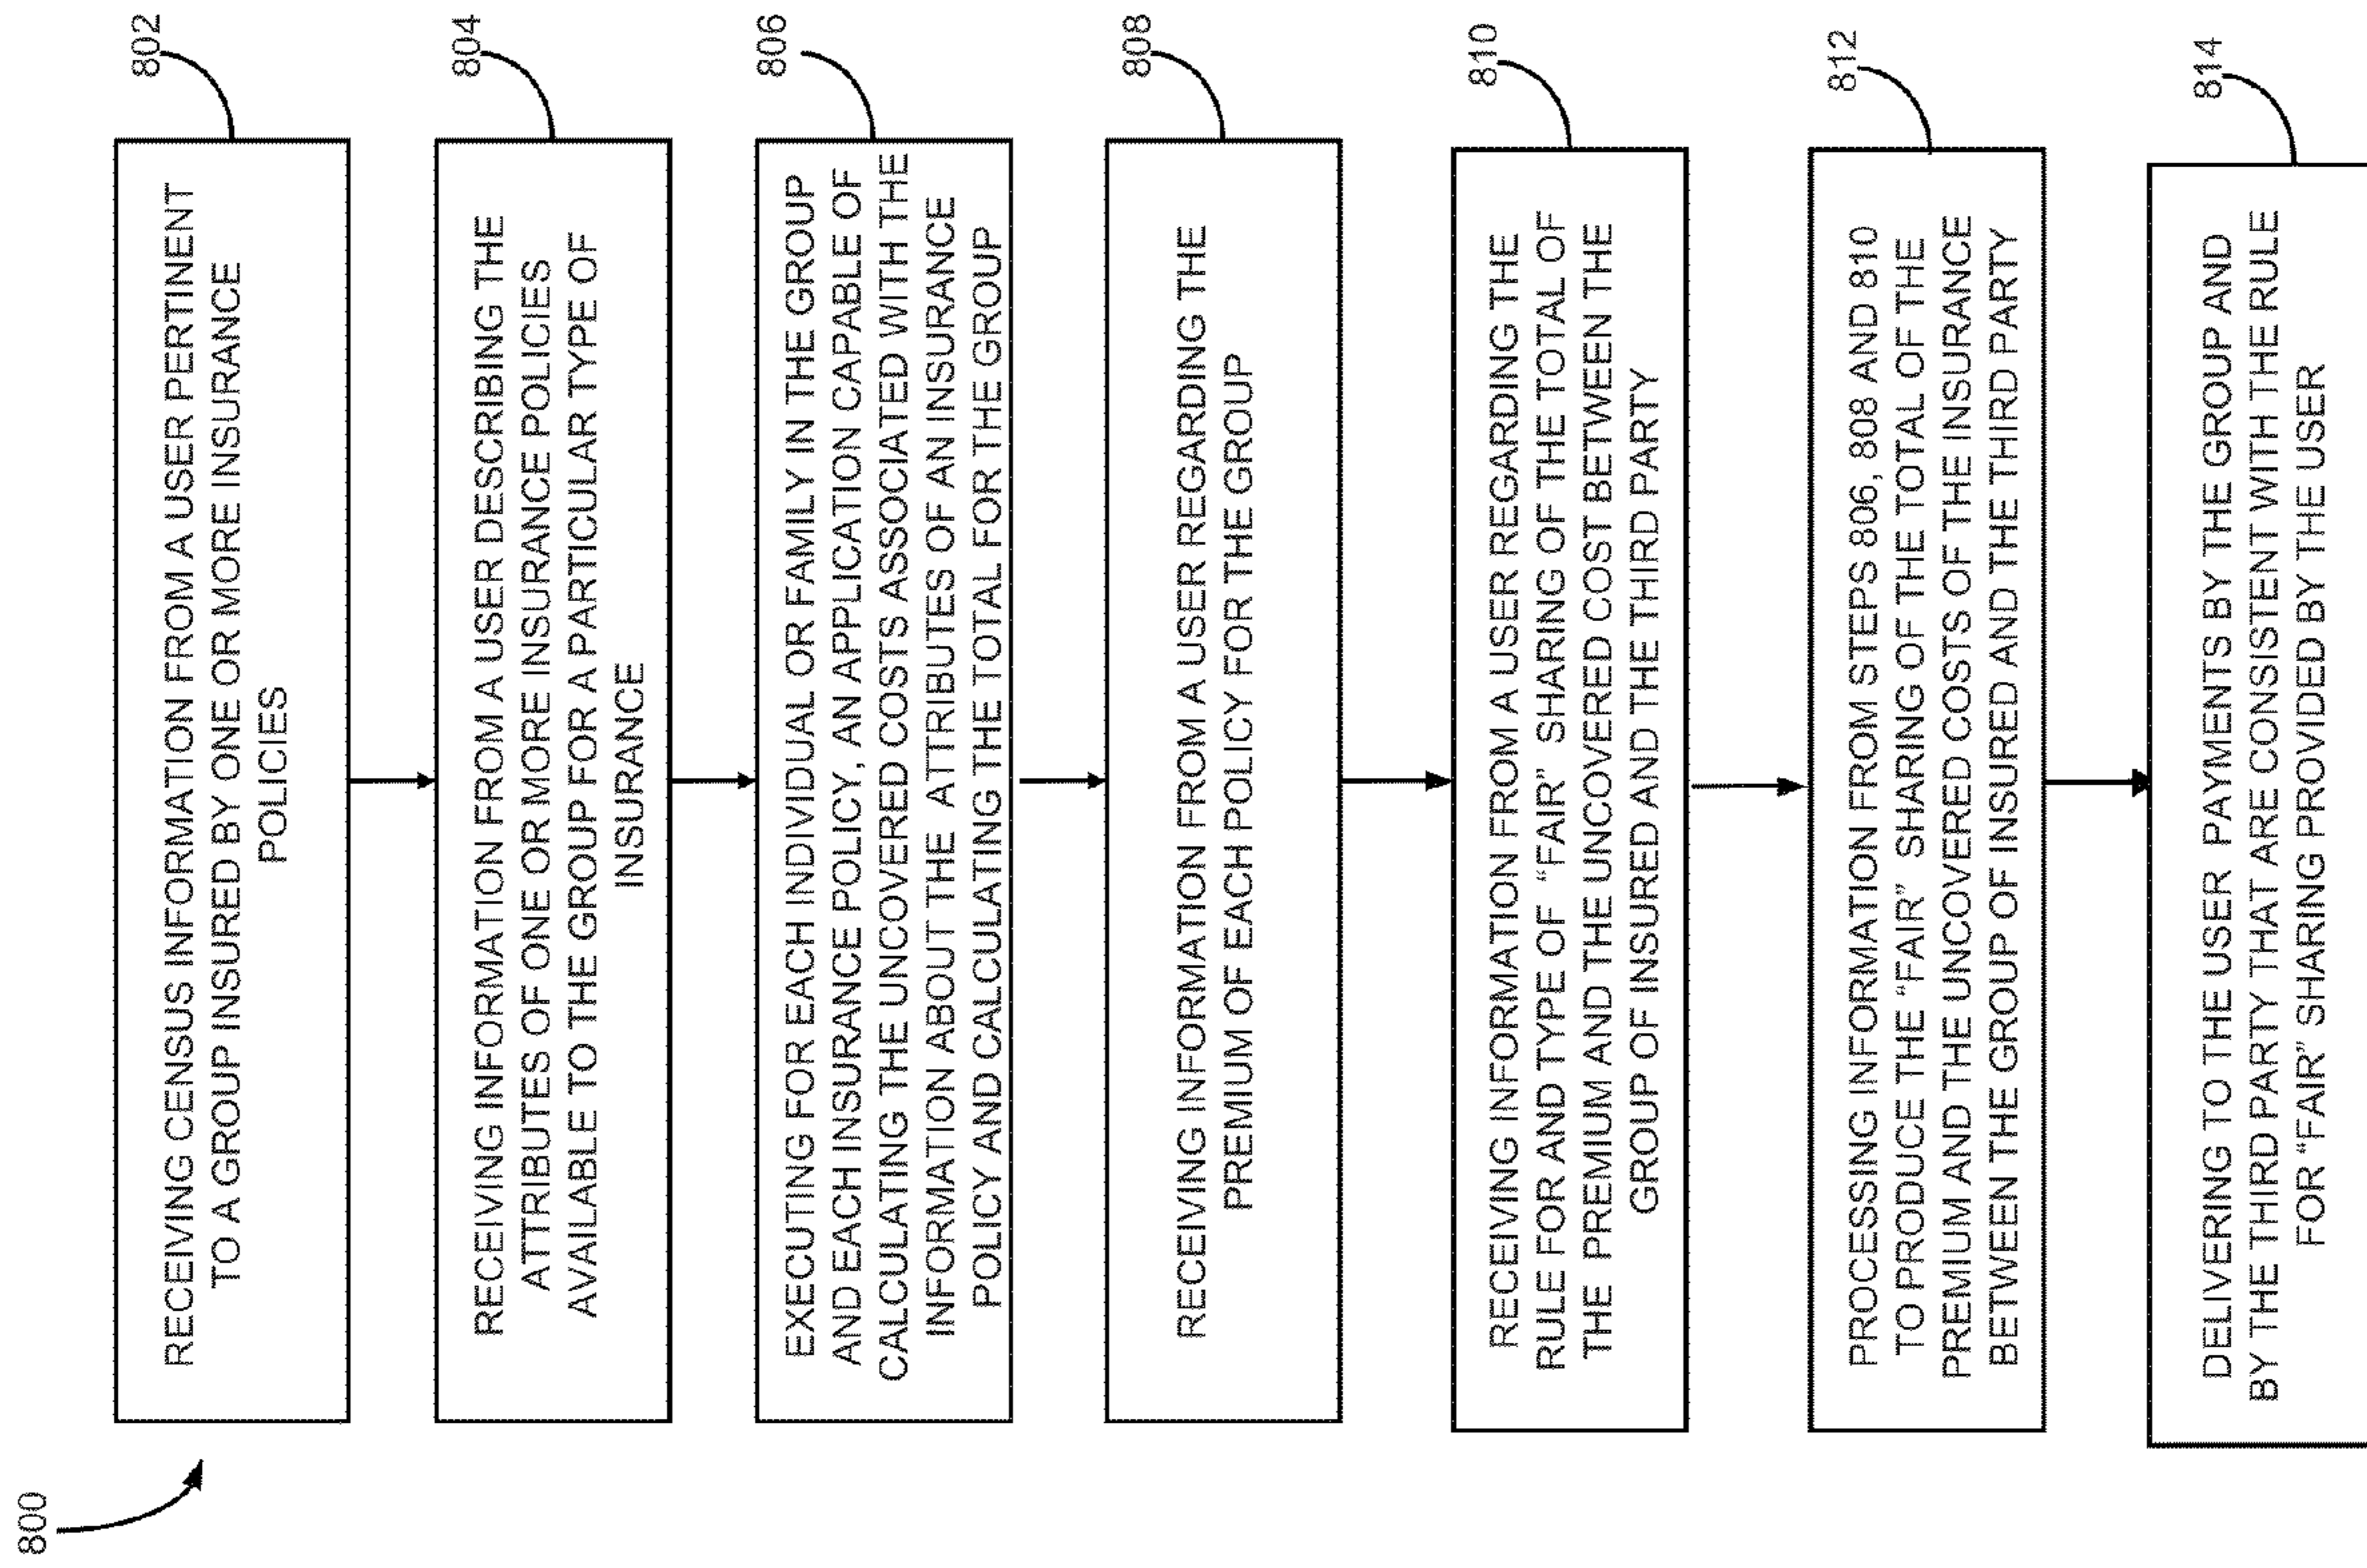 800
802
RECEIVING CENSUS INFORMATION FROM A USER PERTINENT
TO A GROUP INSURED BY ONE OR MORE INSURANCE
POLICIES
804
RECEIVING INFORMATION FROM A USER DESCRIBING THE
ATTRIBUTES OF ONE OR MORE INSURANCE POLICIES
AVAILABLE TO THE GROUP FOR A PARTICULAR TYPE OF
INSURANCE
806
EXECUTING FOR EACH INDIVIDUAL OR FAMILY IN THE GROUP
AND EACH INSURANCE POLICY, AN APPLICATION CAPABLE OF
CALCULATING THE UNCOVERED COSTS ASSOCIATED WITH THE
INFORMATION ABOUT THE ATTRIBUTES OF AN INSURANCE
POLICY AND CALCULATING THE TOTAL FOR THE GROUP
808
RECEIVING INFORMATION FROM A USER REGARDING THE
PREMIUM OF EACH POLICY FOR THE GROUP
810
RECEIVING INFORMATION FROM A USER REGARDING THE
RULE FOR AND TYPE OF “FAIR” SHARING OF THE TOTAL OF
THE PREMIUM AND THE UNCOVERED COST BETWEEN THE
GROUP OF INSURED AND THE THIRD PARTY
812
PROCESSING INFORMATION FROM STEPS 806, 808 AND 810
TO PRODUCE THE “FAIR” SHARING OF THE TOTAL OF THE
PREMIUM AND THE UNCOVERED COSTS OF THE INSURANCE
BETWEEN THE GROUP OF INSURED AND THE THIRD PARTY
814
DELIVERING TO THE USER PAYMENTS BY THE GROUP AND
BY THE THIRD PARTY THAT ARE CONSISTENT WITH THE RULE
FOR “FAIR” SHARING PROVIDED BY THE USER